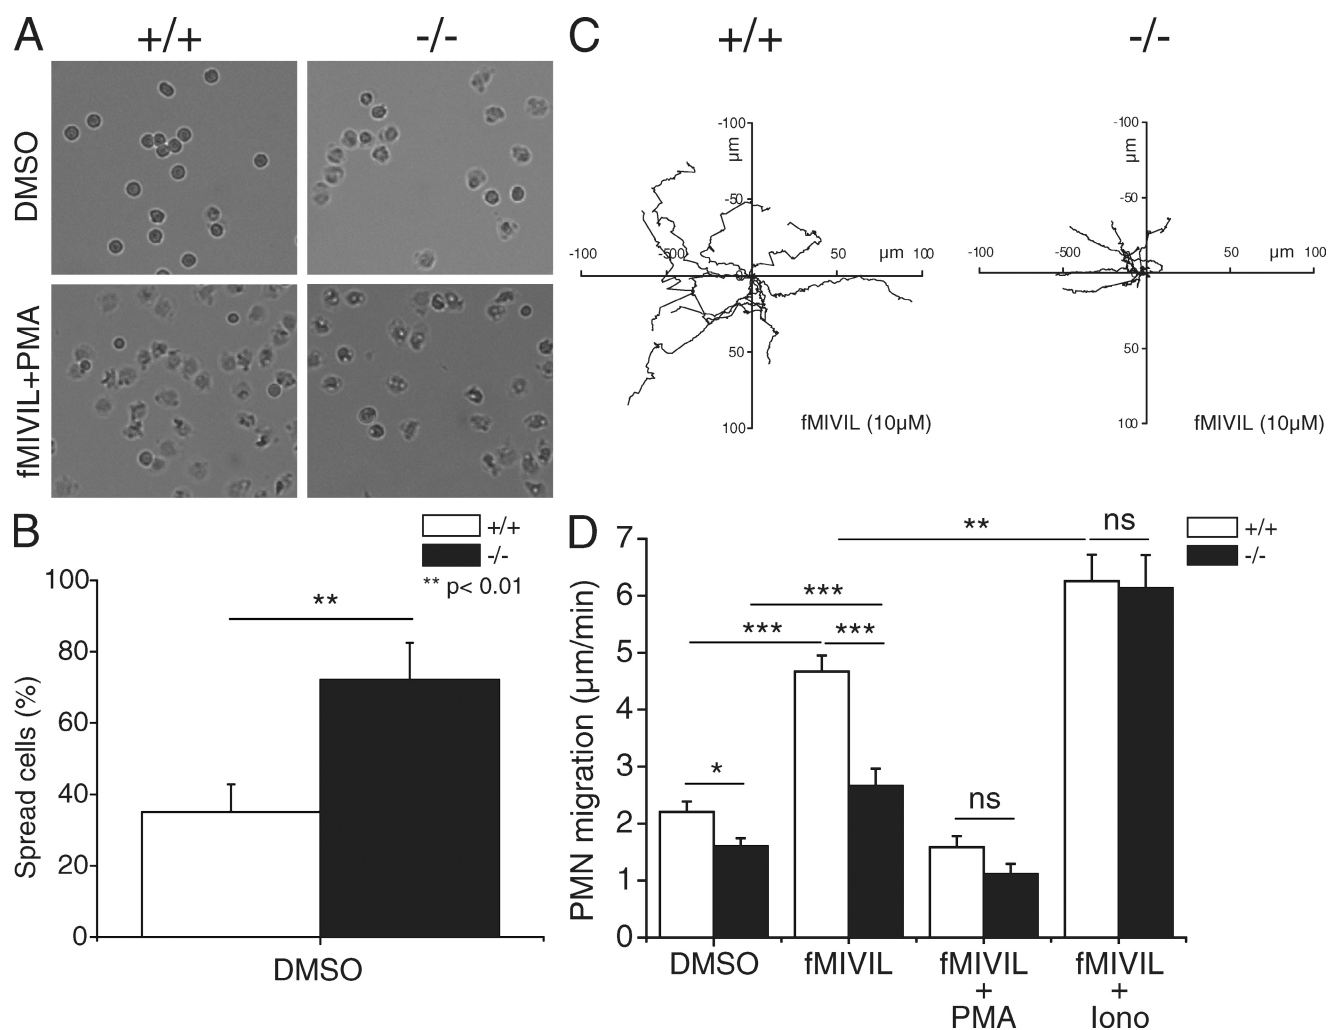 A
+/+
-/-
DMSO
fMIVIL+PMA
C
+/+
-/-
-100
µm
-50
-100
-500
50
µm
100
50
100
fMIVIL (10µM)
-100
µm
-50
-100
-500
50
µm
100
50
100
fMIVIL (10µM)
B
+/+
-/-
** p< 0.01
100
80
60
40
20
0
Spread cells (%)
**
DMSO
D
+/+
-/-
7
6
5
4
3
2
1
0
PMN migration (µm/min)
**
ns
***
***
***
*
ns
DMSO
fMIVIL
fMIVIL
+
PMA
fMIVIL
+
Iono